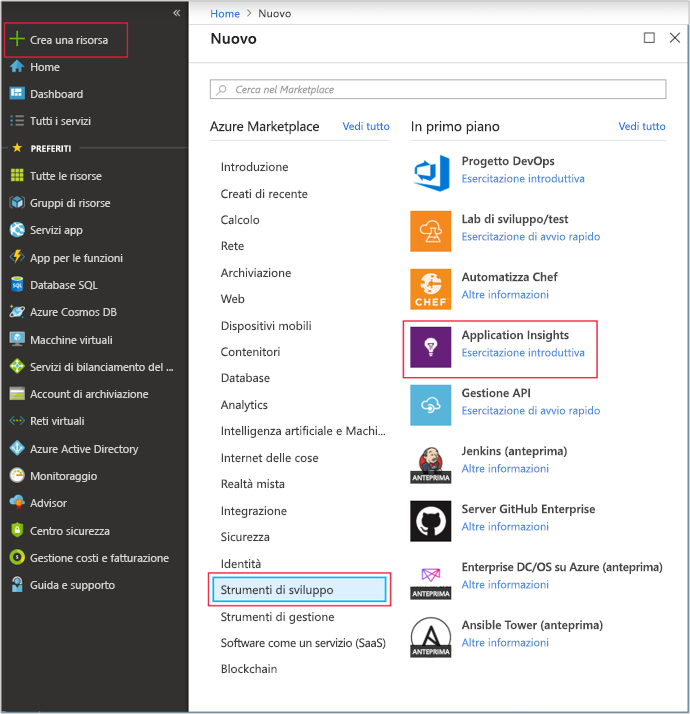 «
Crea una risorsa
Home
Dashboard
Tutti i servizi
PREFERITI
Tutte le risorse
Gruppi di risorse
Servizi app
App per le funzioni
Database SQL
Azure Cosmos DB
Macchine virtuali
Servizi di bilanciamento del ...
Account di archiviazione
Reti virtuali
Azure Active Directory
Monitoraggio
Advisor
Centro sicurezza
Gestione costi e fatturazione
Guida e supporto
Home > Nuovo
Nuovo
Cerca nel Marketplace
Azure Marketplace Vedi tutto
Introduzione
Creati di recente
Calcolo
Rete
Archiviazione
Web
Dispositivi mobili
Contenitori
Database
Analytics
Intelligenza artificiale e Machi...
Internet delle cose
Realtà mista
Integrazione
Sicurezza
Identità
Strumenti di sviluppo
Strumenti di gestione
Software come un servizio (SaaS)
Blockchain
In primo piano Vedi tutto
Progetto DevOps
Esercitazione introduttiva
Lab di sviluppo/test
Esercitazione di avvio rapido
CHEF
Automatizza Chef
Altre informazioni
Application Insights
Esercitazione introduttiva
Gestione API
Esercitazione di avvio rapido
ANTEPRIMA
Jenkins (anteprima)
Altre informazioni
Server GitHub Enterprise
Altre informazioni
ANTEPRIMA
Enterprise DC/OS su Azure (anteprima)
Altre informazioni
ANTEPRIMA
Ansible Tower (anteprima)
Altre informazioni